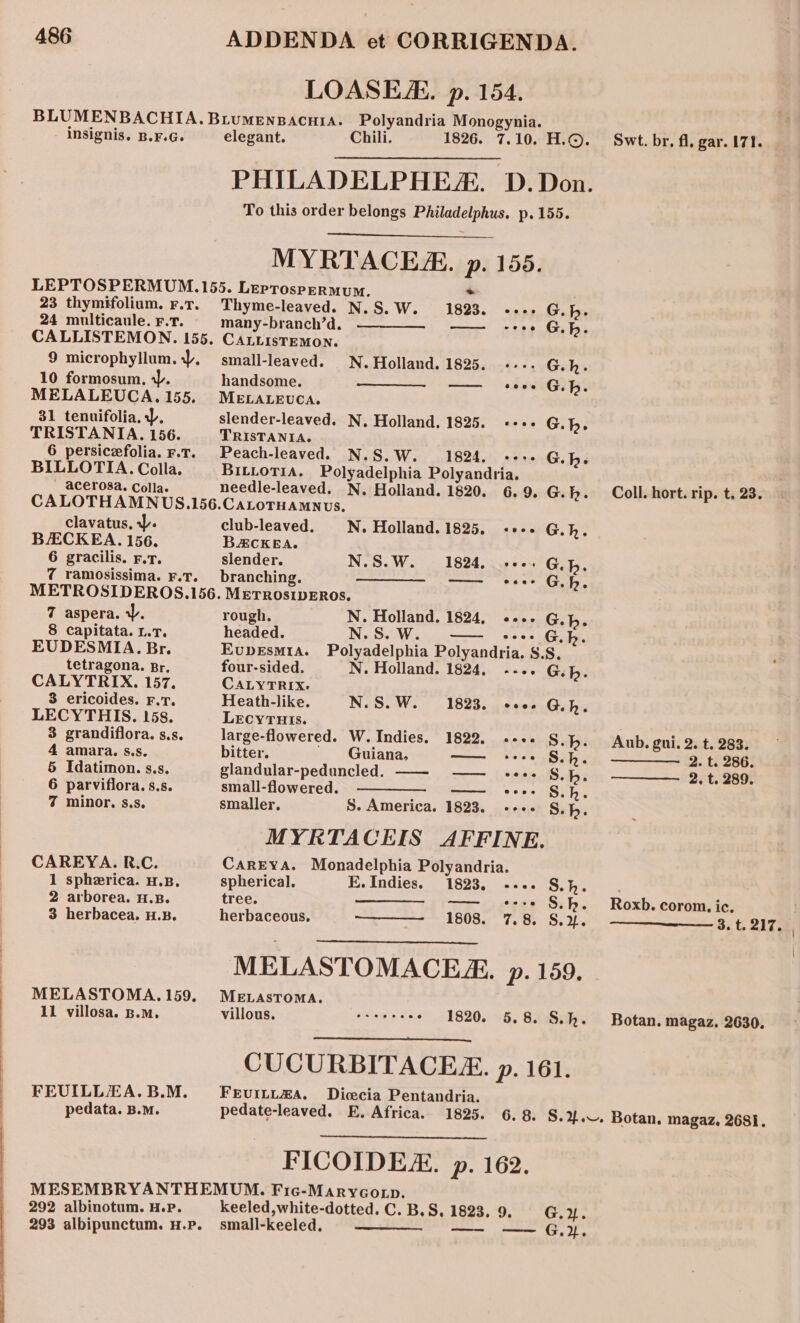 486 ADDENDA et CORRIGENDA.
LOASEÆ. p. 154.
BLUMENBACHIA. BLUMENBACHIA. Polyandria Monogynia.
insignis. B.F.G. elegant. Chili. 1826. 7.10. H.☉. Swt. br. fl. gar. 171.
PHILADELPHEÆ. D. Don.
To this order belongs Philadelphus. p. 155.
MYRTACEÆ. p. 155.
LEPTOSPERMUM. 155. LEPTOSPERMUM.
23 thymifolium. F.T. Thyme-leaved. N. S. W. 1823. .... G.♄.
24 multicaule. F.T. many-branch'd. ——— —— .... G.♄.
CALLISTEMON. 155. CALLISTEMON.
9 microphyllum. ↓. small-leaved. N. Holland. 1825. .... G.♄.
10 formosum. ↓. handsome. ——— —— .... G.♄.
MELALEUCA. 155. MELALEUCA.
31 tenuifolia. ↓. slender-leaved. N. Holland. 1825. .... G.♄.
TRISTANIA. 156. TRISTANIA.
6 persicæfolia. F.T. Peach-leaved. N.S. W. 1824. .... G.♄.
BILLOTIA. Colla. BILLOTIA. Polyadelphia Polyandria.
acerosa. Colla. needle-leaved. N. Holland. 1820. 6. 9. G.♄. Coll. hort. rip. t. 23.
CALOTHAMNUS. 156. CALOTHAMNUS.
clavatus. ↓. club-leaved. N. Holland. 1825. .... G.♄.
BÆCKEA. 156. BÆCKEA.
6 gracilis. F.T. slender. N.S.W. 1824. .... G.♄.
7 ramosissima. F.T. branching. ——— —— .... G.♄.
METROSIDEROS. 156. METROSIDEROS.
7 aspera. ↓. rough. N. Holland. 1824. .... G.♄.
8 capitata. L.T. headed. N. S. W. —— .... G.♄.
EUDESMIA. Br. EUDESMIA. Polyadelphia Polyandria. S.S.
tetragona. Br. four-sided. N. Holland. 1824. .... G.♄.
CALYTRIX. 157. CALYTRIX.
3 ericoides. F.T. Heath-like. N. S. W. 1823. .... G.♄.
LECYTHIS. 158. LECYTHIS.
3 grandiflora. S.S. large-flowered. W. Indies. 1822. .... S.♄. Aub. gui. 2. t. 283.
4 amara. S.S. bitter. Guiana. —— .... S.♄. ——— 2. t. 286.
5 Idatimon. S.S. glandular-peduncled. —— —— .... S.♄. ——— 2. t. 289.
6 parviflora. S.S. small-flowered. ——— —— .... S.♄.
7 minor. S.S. smaller. S. America. 1823. .... S.♄.
MYRTACEIS AFFINE.
CAREYA. R.C. CAREYA. Monadelphia Polyandria.
1 sphærica. H.B. spherical. E. Indies. 1823. .... S.♄.
2 arborea. H.B. tree. ——— —— .... S.♄. Roxb. corom. ic.
3 herbacea. H.B. herbaceous. ——— 1808. 7. 8. S.♃. ——— 3. t. 217.
MELASTOMACEÆ. p. 159.
MELASTOMA. 159. MELASTOMA.
11 villosa. B.M. villous. ........ 1820. 5. 8. S.♄. Botan. magaz. 2630.
CUCURBITACEÆ. p. 161.
FEUILLÆA. B.M. FEUILLÆA. Diœcia Pentandria.
pedata. B.M. pedate-leaved. E. Africa. 1825. 6. 8. S.♃.⌣. Botan. magaz. 2681.
FICOIDEÆ. p. 162.
MESEMBRYANTHEMUM. FIG-MARYGOLD.
292 albinotum. H.P. keeled, white-dotted. C. B. S. 1823. 9. G.♃.
293 albipunctum. H.P. small-keeled. ——— —— —— G.♃.